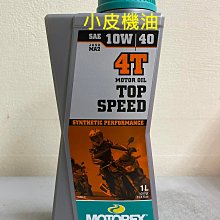 小皮機油
SAE 10W/40
JASO MA2
4T
MOTOR OIL
TOP
SPEED
SYNTHETIC PERFORMANCE
1L
MOTOREX